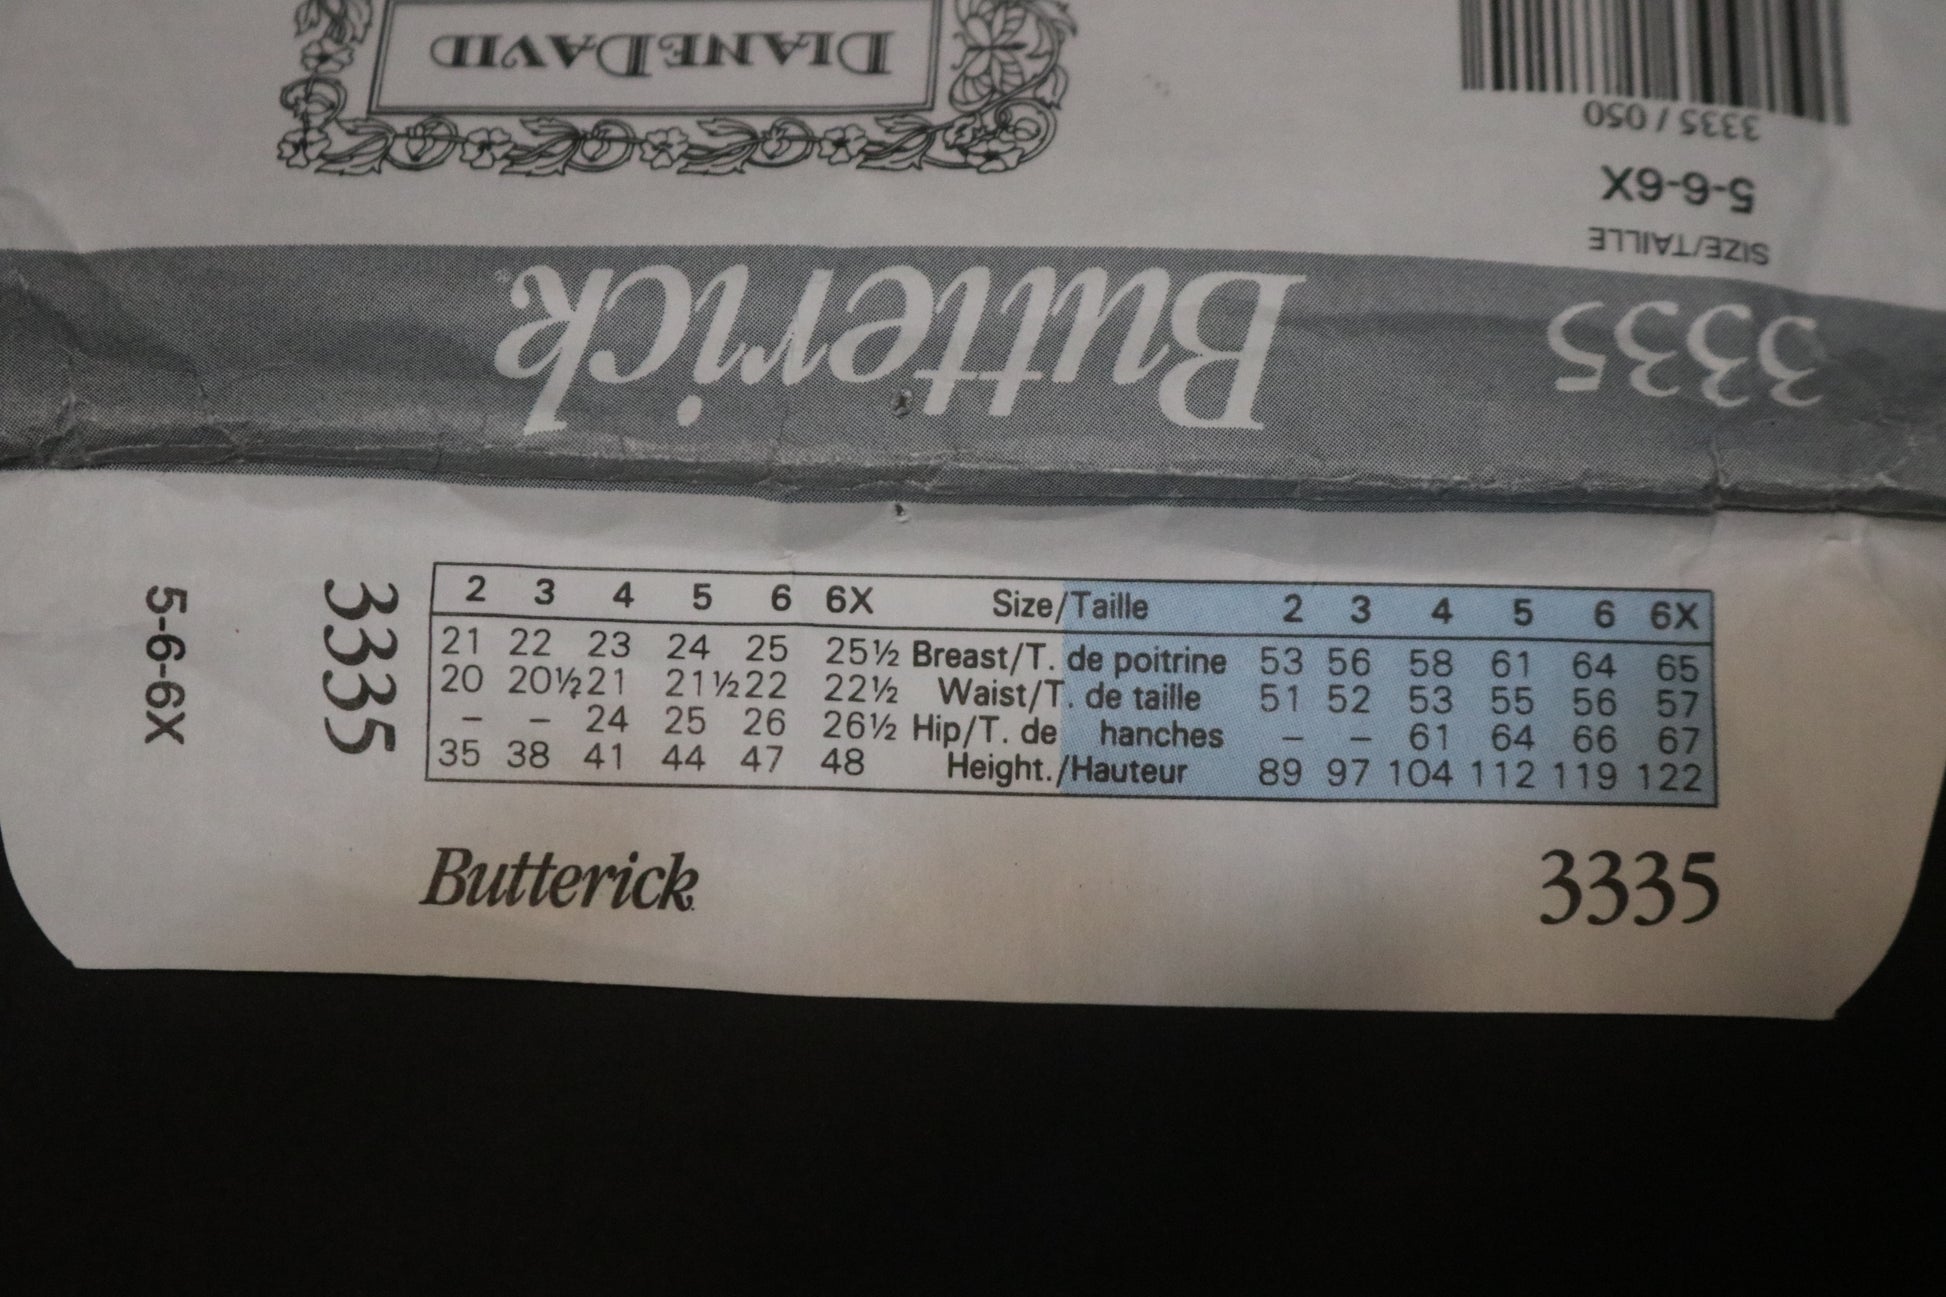 DIANE DAVID
3335 / 050
5-6-6X
SIZE/TAILLE
Butterick
3335
5-6-6X
3335
2 3 4 5 6 6X Size/Taille 2 3 4 5 6 6X
21 22 23 24 25 25½ Breast/T. de poitrine 53 56 58 61 64 65
20 20½ 21 21½ 22 22½ Waist/T. de taille 51 52 53 55 56 57
– – 24 25 26 26½ Hip/T. de hanches – – 61 64 66 67
35 38 41 44 47 48 Height./Hauteur 89 97 104 112 119 122
Butterick
3335